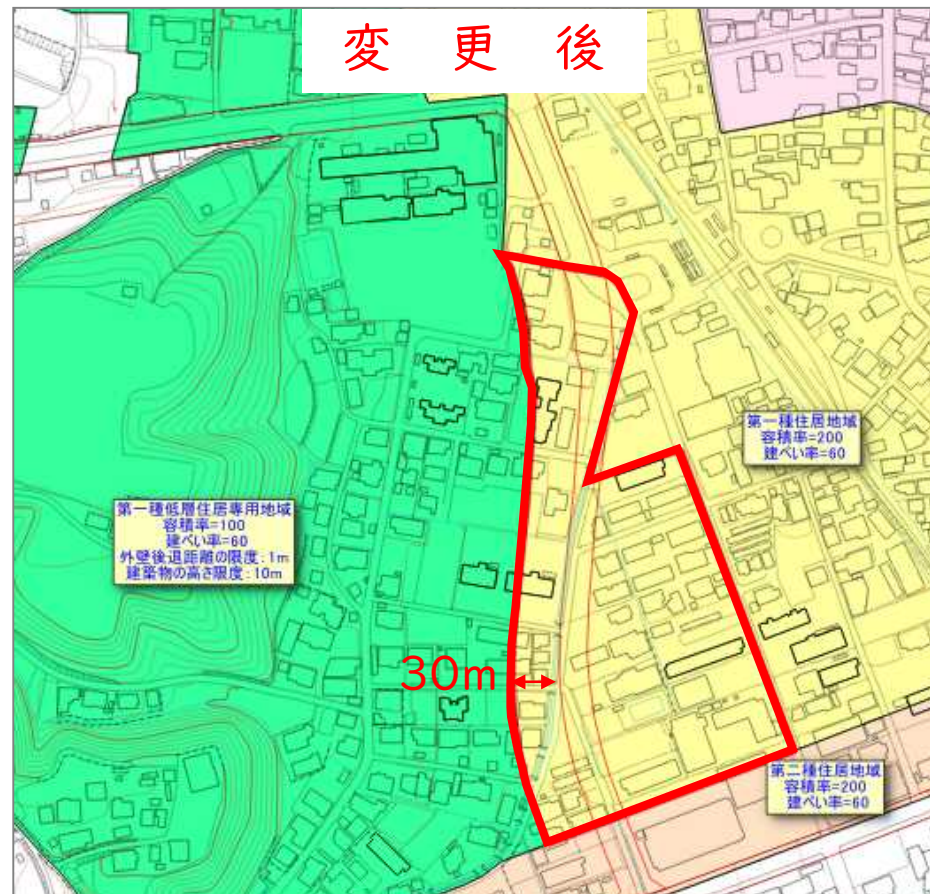 変更後
第一種住居地域
容積率=200
建ぺい率=60
第一種低層住居専用地域
容積率=100
建ぺい率=60
外壁後退距離の限度:1m
建築物の高さ限度:10m
30m
第二種住居地域
容積率=200
建ぺい率=60